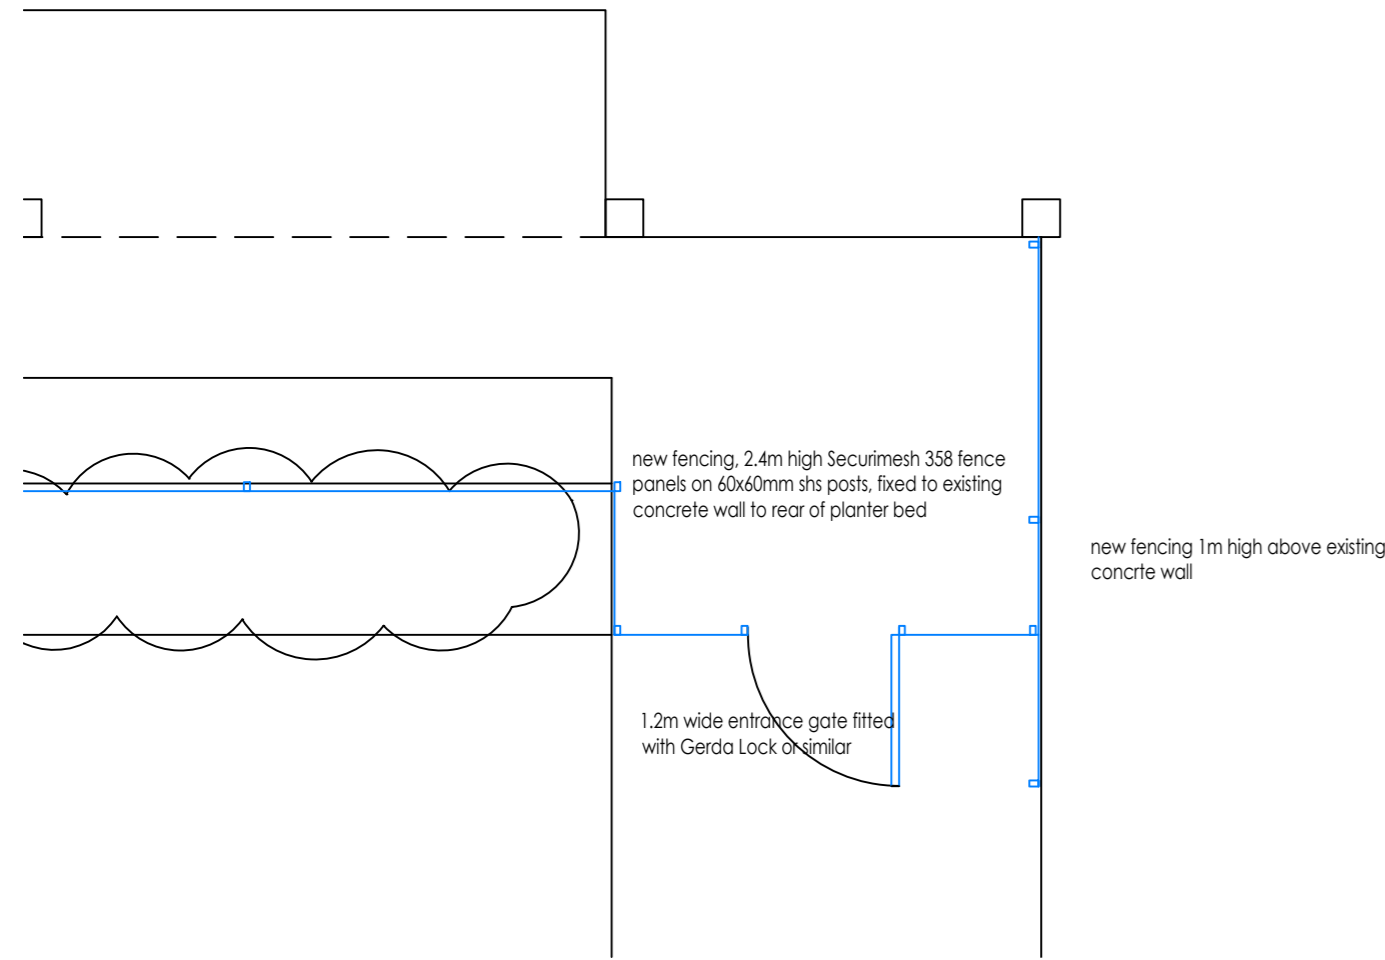 new fencing, 2.4m high Securimesh 358 fence
panels on 60x60mm shs posts, fixed to existing
concrete wall to rear of planter bed
new fencing 1m high above existing
concrte wall
1.2m wide entrance gate fitted
with Gerda Lock or similar